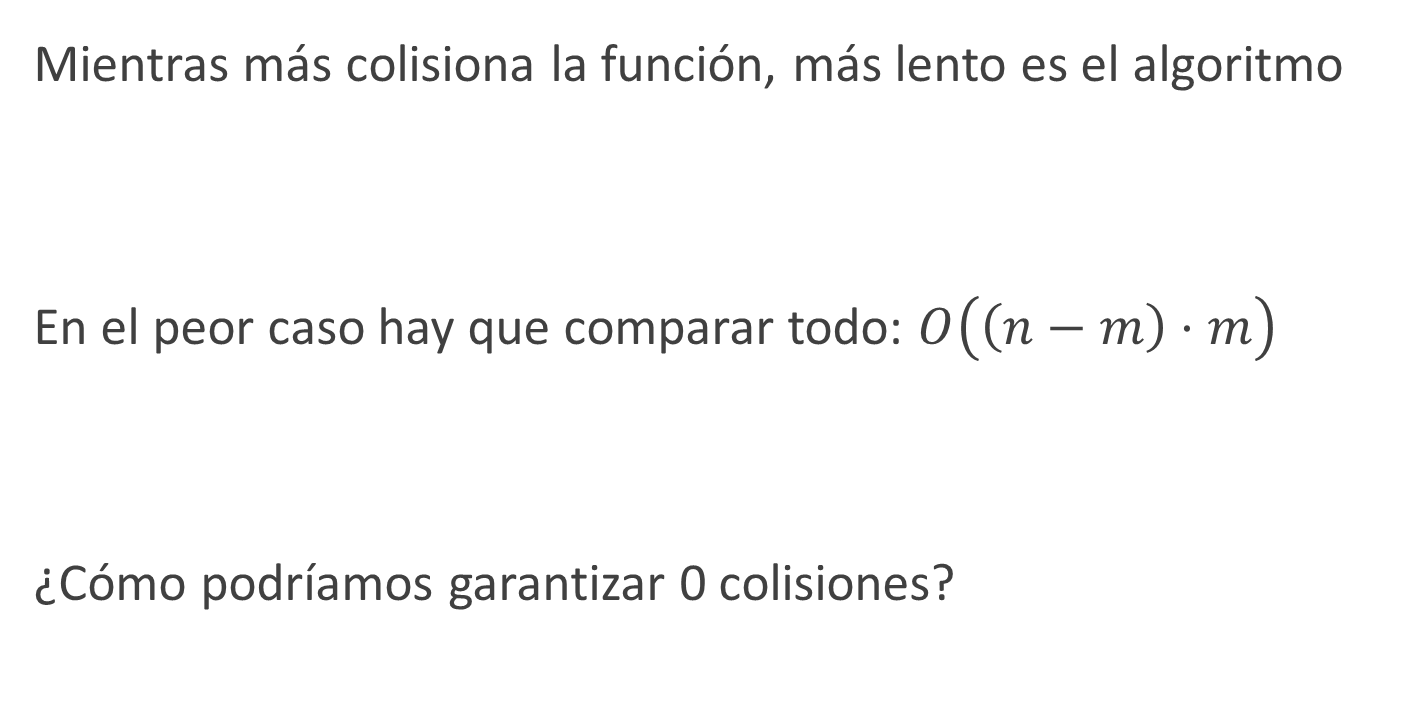 Mientras más colisiona la función, más lento es el algoritmo
En el peor caso hay que comparar todo: O((n − m) · m)
¿Cómo podríamos garantizar 0 colisiones?